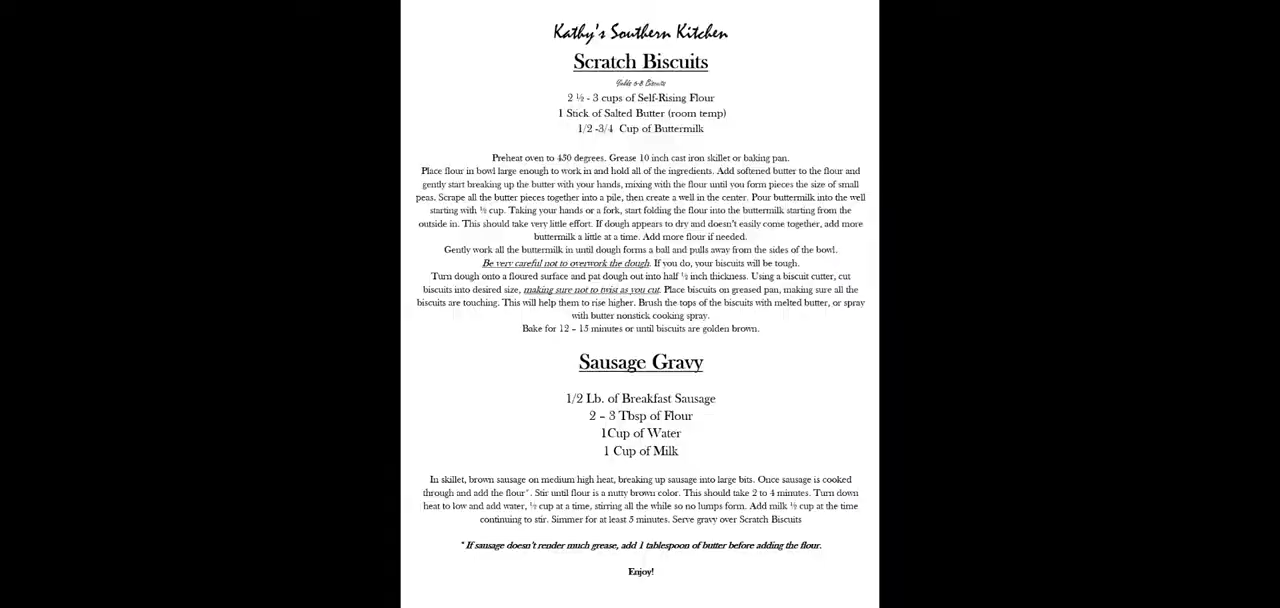 Kathy's Southern Kitchen
Scratch Biscuits
Yields 6-8 Biscuits
2 ½ - 3 cups of Self-Rising Flour
1 Stick of Salted Butter (room temp)
1/2 -3/4 Cup of Buttermilk
Preheat oven to 450 degrees. Grease 10 inch cast iron skillet or baking pan.
Place flour in bowl large enough to work in and hold all of the ingredients. Add softened butter to the flour and
gently start breaking up the butter with your hands, mixing with the flour until you form pieces the size of small
peas. Scrape all the butter pieces together into a pile, then create a well in the center. Pour buttermilk into the well
starting with ½ cup. Taking your hands or a fork, start folding the flour into the buttermilk starting from the
outside in. This should take very little effort. If dough appears to dry and doesn't easily come together, add more
buttermilk a little at a time. Add more flour if needed.
Gently work all the buttermilk in until dough forms a ball and pulls away from the sides of the bowl.
Be very careful not to overwork the dough. If you do, your biscuits will be tough.
Turn dough onto a floured surface and pat dough out into half ½ inch thickness. Using a biscuit cutter, cut
biscuits into desired size, making sure not to twist as you cut. Place biscuits on greased pan, making sure all the
biscuits are touching. This will help them to rise higher. Brush the tops of the biscuits with melted butter, or spray
with butter nonstick cooking spray.
Bake for 12 – 15 minutes or until biscuits are golden brown.
Sausage Gravy
1/2 Lb. of Breakfast Sausage
2 – 3 Tbsp of Flour
1Cup of Water
1 Cup of Milk
In skillet, brown sausage on medium high heat, breaking up sausage into large bits. Once sausage is cooked
through and add the flour*. Stir until flour is a nutty brown color. This should take 2 to 4 minutes. Turn down
heat to low and add water, ½ cup at a time, stirring all the while so no lumps form. Add milk ½ cup at the time
continuing to stir. Simmer for at least 5 minutes. Serve gravy over Scratch Biscuits
* If sausage doesn't render much grease, add 1 tablespoon of butter before adding the flour.
Enjoy!